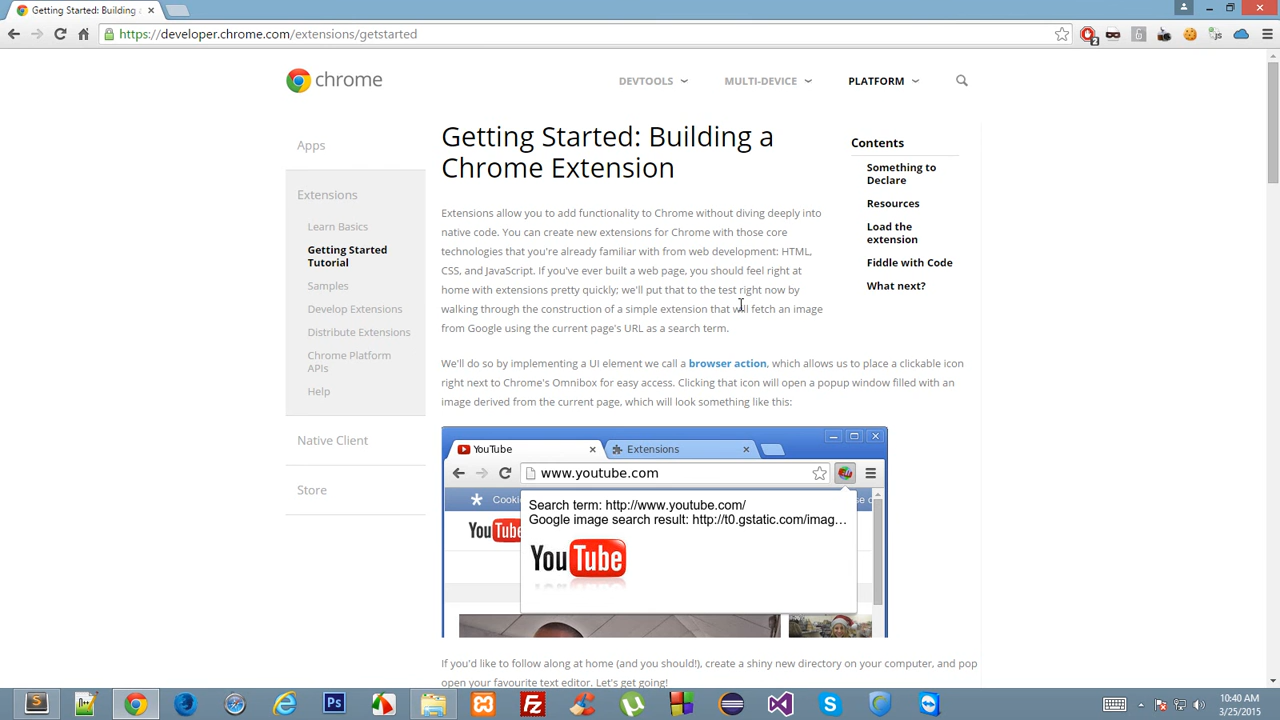 Getting Started: Building a
https://developer.chrome.com/extensions/getstarted
2
chrome
DEVTOOLS
MULTI-DEVICE
PLATFORM
Apps
Extensions
Learn Basics
Getting Started
Tutorial
Samples
Develop Extensions
Distribute Extensions
Chrome Platform
APIs
Help
Native Client
Store
Getting Started: Building a
Chrome Extension
Extensions allow you to add functionality to Chrome without diving deeply into
native code. You can create new extensions for Chrome with those core
technologies that you're already familiar with from web development: HTML,
CSS, and JavaScript. If you've ever built a web page, you should feel right at
home with extensions pretty quickly; we'll put that to the test right now by
walking through the construction of a simple extension that will fetch an image
from Google using the current page's URL as a search term.
We'll do so by implementing a UI element we call a browser action, which allows us to place a clickable icon
right next to Chrome's Omnibox for easy access. Clicking that icon will open a popup window filled with an
image derived from the current page, which will look something like this:
Contents
Something to
Declare
Resources
Load the
extension
Fiddle with Code
What next?
YouTube
Extensions
www.youtube.com
Cooki
Search term: http://www.youtube.com/
Google image search result: http://t0.gstatic.com/imag...
You
YouTube
If you'd like to follow along at home (and you should!), create a shiny new directory on your computer, and pop
open your favourite text editor. Let's get going!
Ps
10:40 AM
3/25/2015